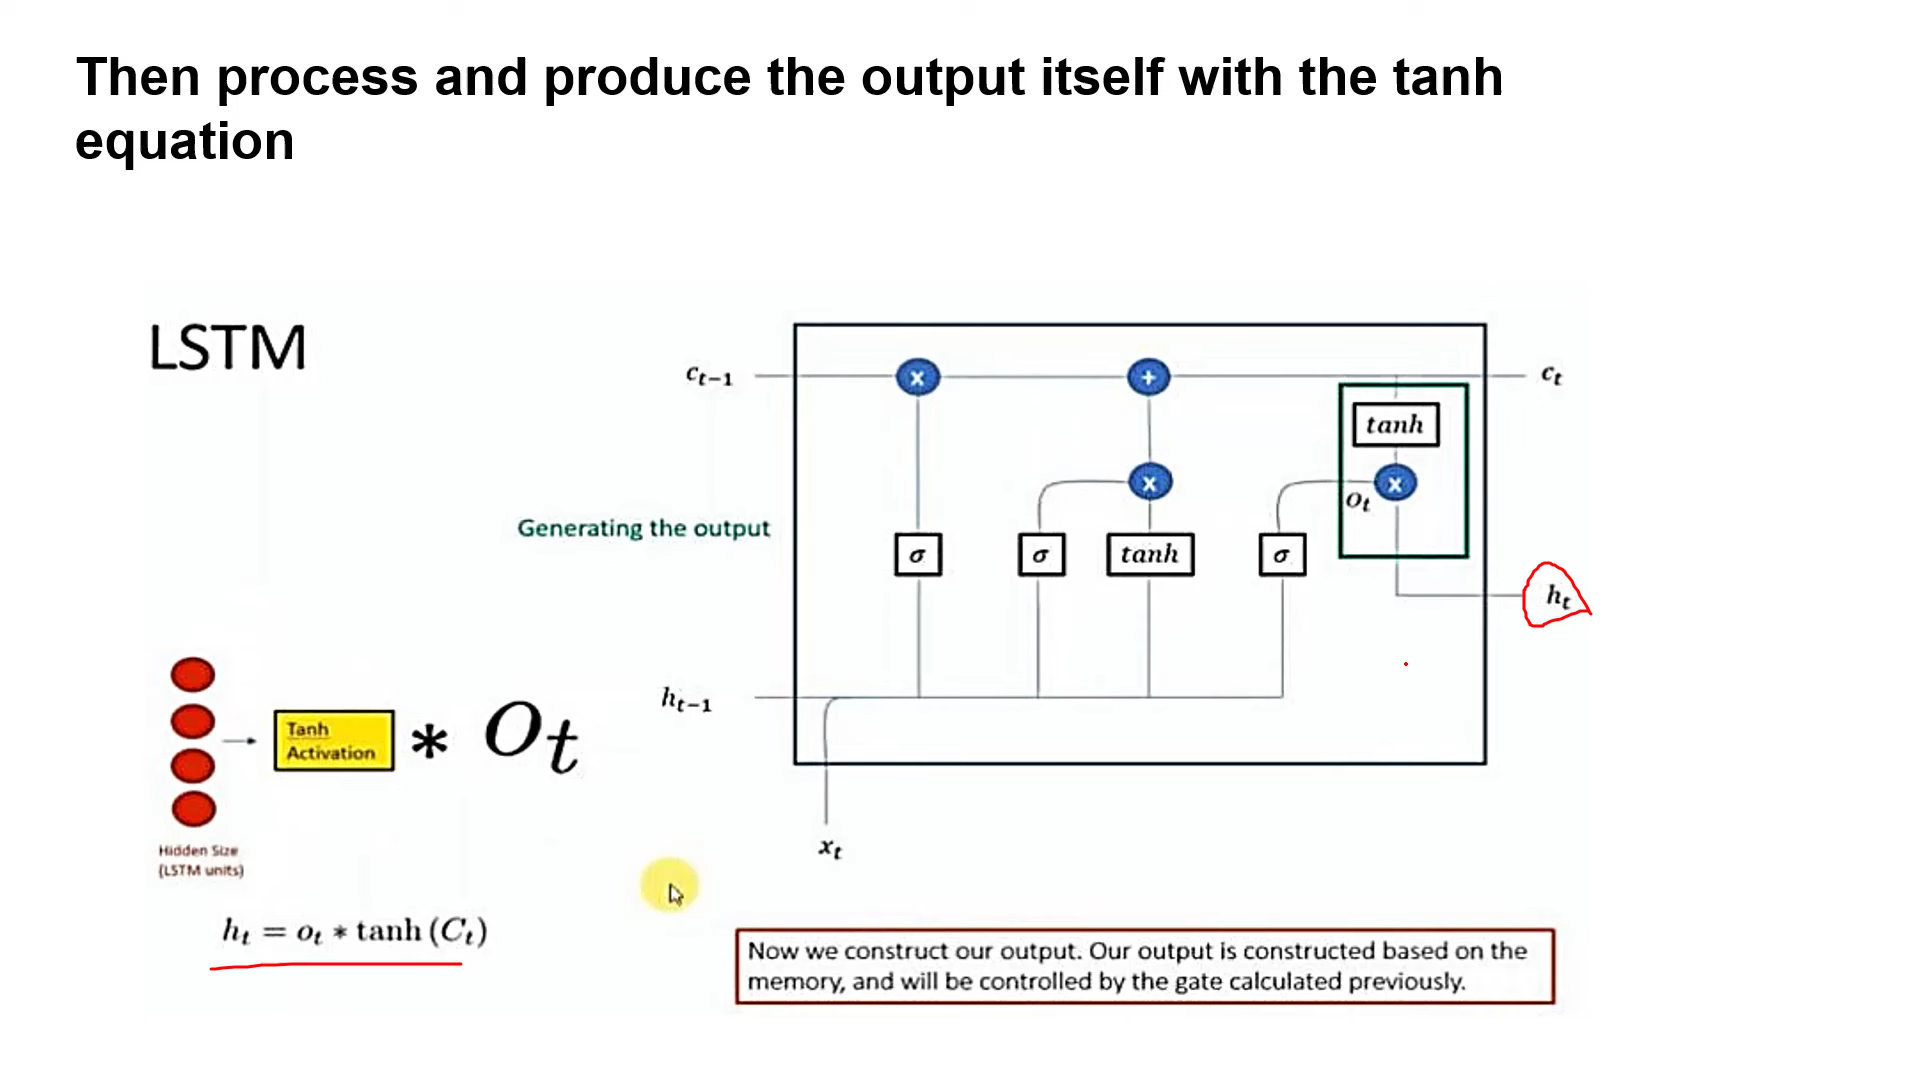 Then process and produce the output itself with the tanh
equation
LSTM
Generating the output
Hidden Size
(LSTM units)
Tanh
Activation
* O_t
h_t = o_t * tanh (C_t)
c_{t-1}
x
+
c_t
tanh
x
x
o_t
σ
σ
tanh
σ
h_t
h_{t-1}
x_t
Now we construct our output. Our output is constructed based on the
memory, and will be controlled by the gate calculated previously.